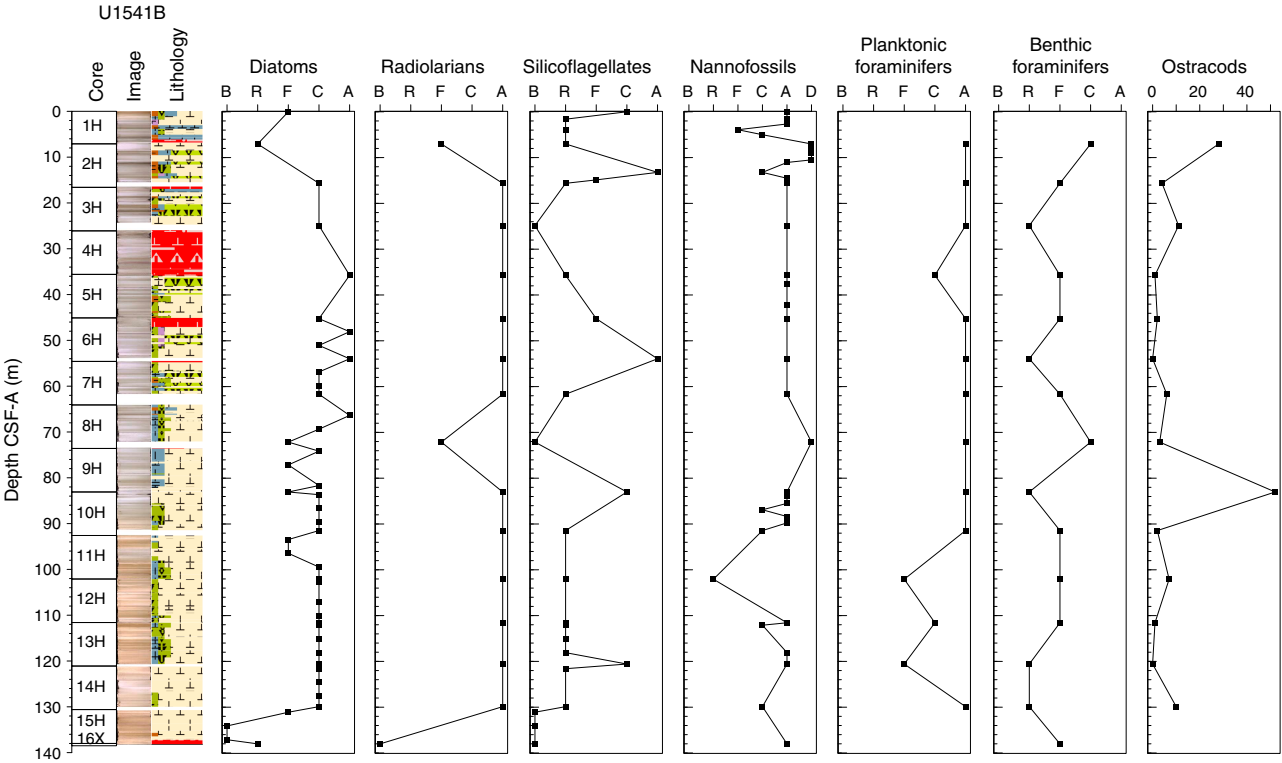 U1541B
Core
Image
Lithology
Diatoms
Radiolarians
Silicoflagellates
Nannofossils
Planktonic
foraminifers
Benthic
foraminifers
Ostracods
B R F C A
B R F C A
B R F C A
B R F C A D
B R F C A
B R F C A
0 20 40
Depth CSF-A (m)
0
10
20
30
40
50
60
70
80
90
100
110
120
130
140
1H
2H
3H
4H
5H
6H
7H
8H
9H
10H
11H
12H
13H
14H
15H
16X